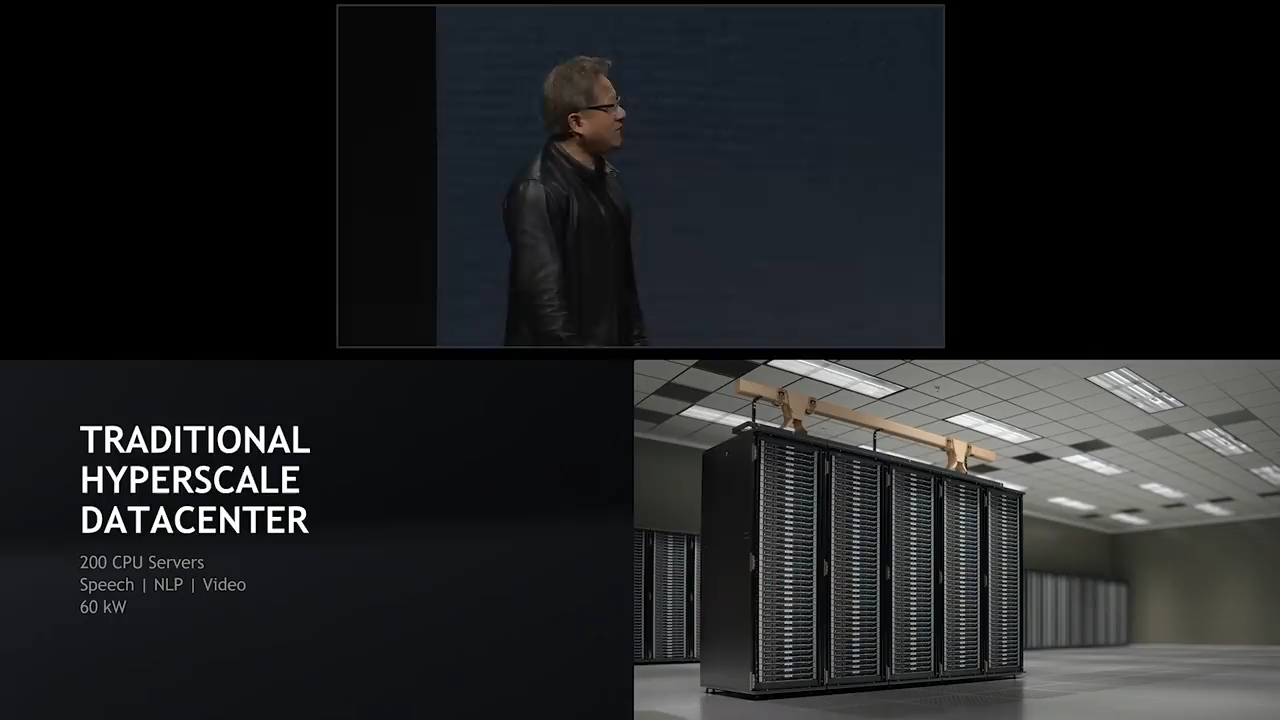 TRADITIONAL
HYPERSCALE
DATACENTER
200 CPU Servers
Speech | NLP | Video
60 kW